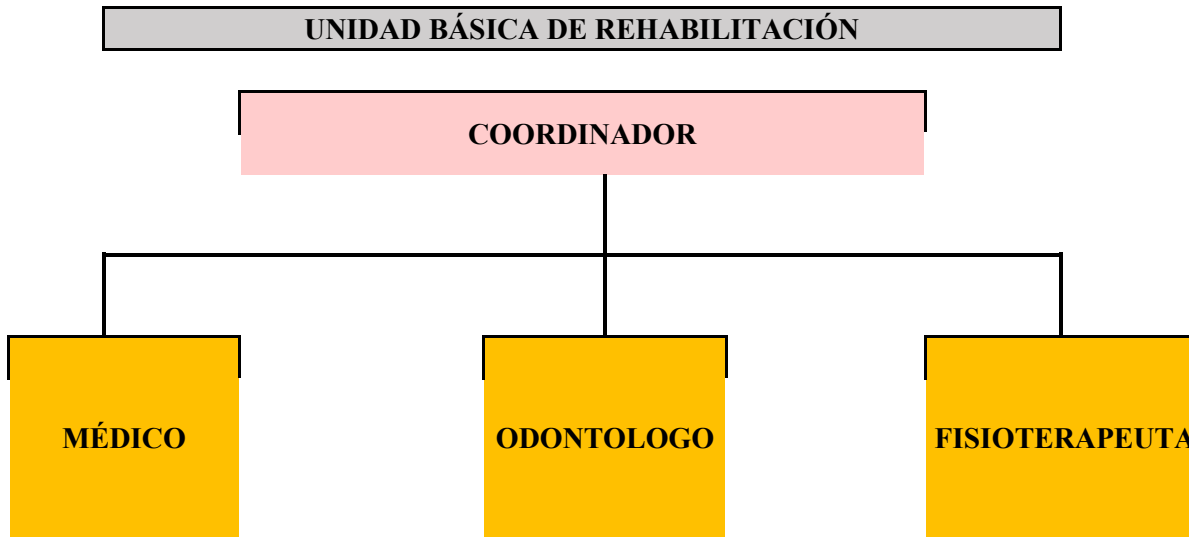 UNIDAD BÁSICA DE REHABILITACIÓN
COORDINADOR
MÉDICO
ODONTOLOGO
FISIOTERAPEUTA